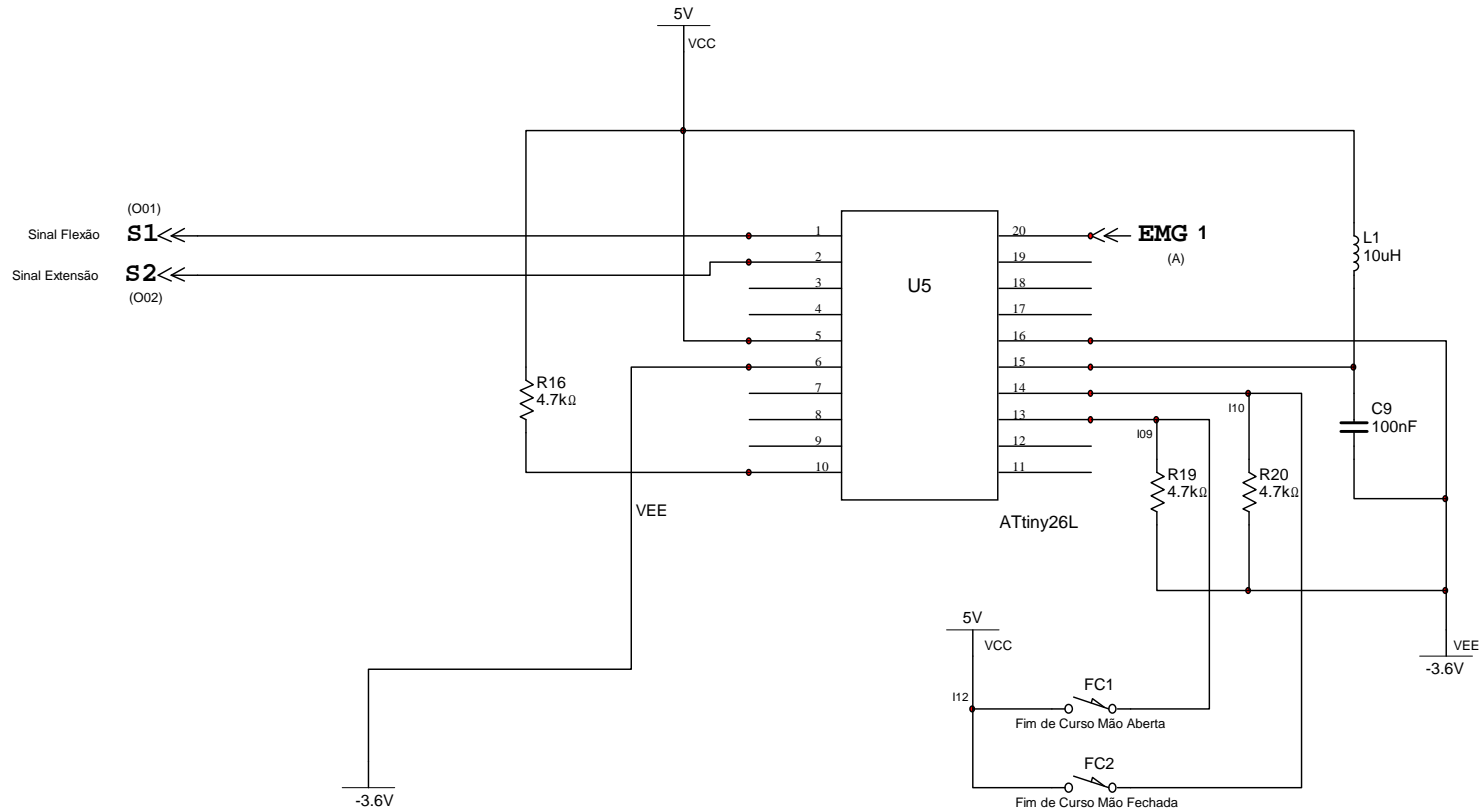 5V
VCC
(O01)
Sinal Flexão S1
Sinal Extensão S2
(O02)
1
2
3
4
5
6
7
8
9
10
U5
20
19
18
17
16
15
14
13
12
11
ATtiny26L
EMG 1
(A)
L1
10uH
R16
4.7kΩ
VEE
-3.6V
I09
I10
R19
4.7kΩ
R20
4.7kΩ
C9
100nF
VEE
-3.6V
5V
VCC
I12
FC1
Fim de Curso Mão Aberta
FC2
Fim de Curso Mão Fechada